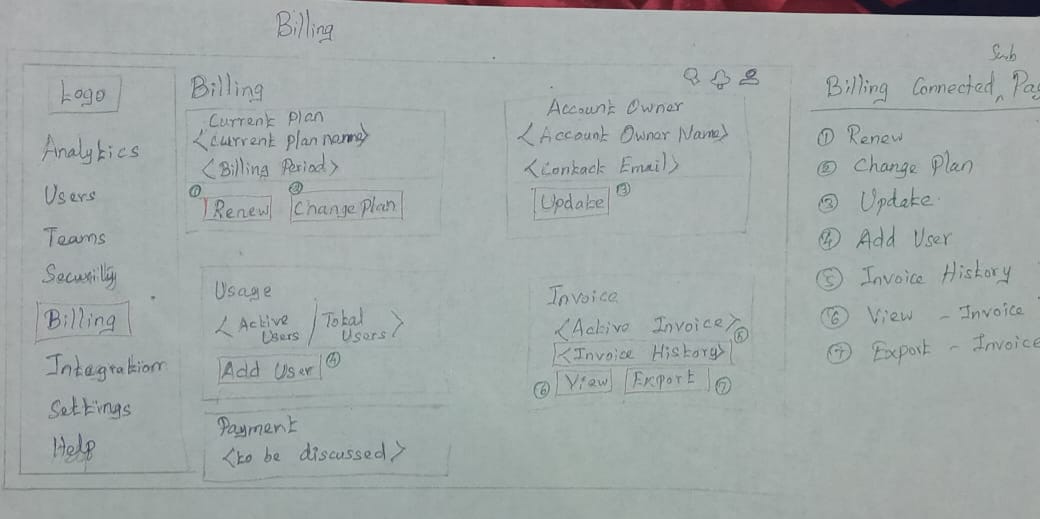 Billing
Logo
Analytics
Users
Teams
Security
Billing
Integration
Settings
Help
Billing
Current Plan
<Current plan name>
<Billing Period>
① ②
Renew Change Plan
Account Owner
<Account Owner Name>
<Contact Email>
Update ③
Usage
<Active Users / Total Users>
Add User ④
Invoice
<Active Invoice>
<Invoice History> ⑤
⑥ View Export ⑦
Payment
<to be discussed>
Sub
Billing Connected ^ Pag
① Renew
② Change Plan
③ Update.
④ Add User
⑤ Invoice History
⑥ View - Invoice
⑦ Export - Invoice